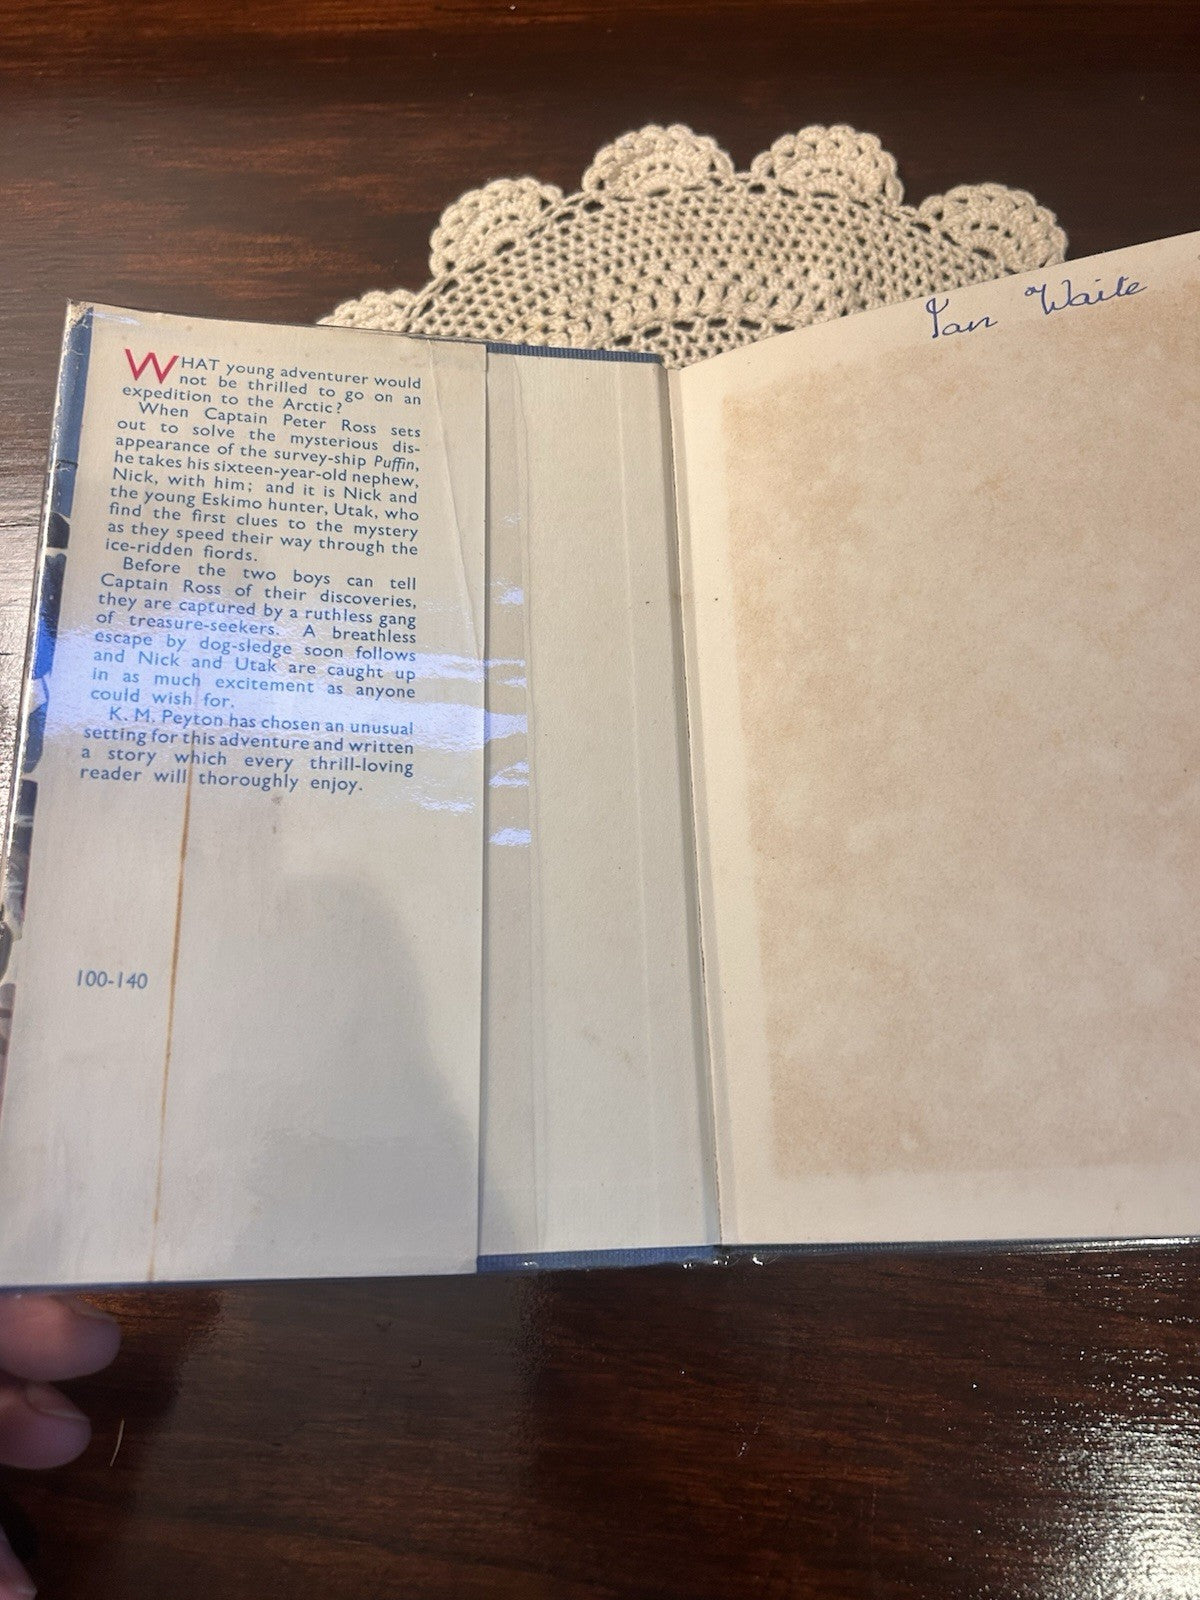 WHAT young adventurer would
not be thrilled to go on an
expedition to the Arctic?
When Captain Peter Ross sets
out to solve the mysterious dis-
appearance of the survey-ship Puffin,
he takes his sixteen-year-old nephew,
Nick, with him; and it is Nick and
the young Eskimo hunter, Utak, who
find the first clues to the mystery
as they speed their way through the
ice-ridden fiords.
Before the two boys can tell
Captain Ross of their discoveries,
they are captured by a ruthless gang
of treasure-seekers. A breathless
escape by dog-sledge soon follows
and Nick and Utak are caught up
in as much excitement as anyone
could wish for.
K. M. Peyton has chosen an unusual
setting for this adventure and written
a story which every thrill-loving
reader will thoroughly enjoy.
100-140
Ian Waite